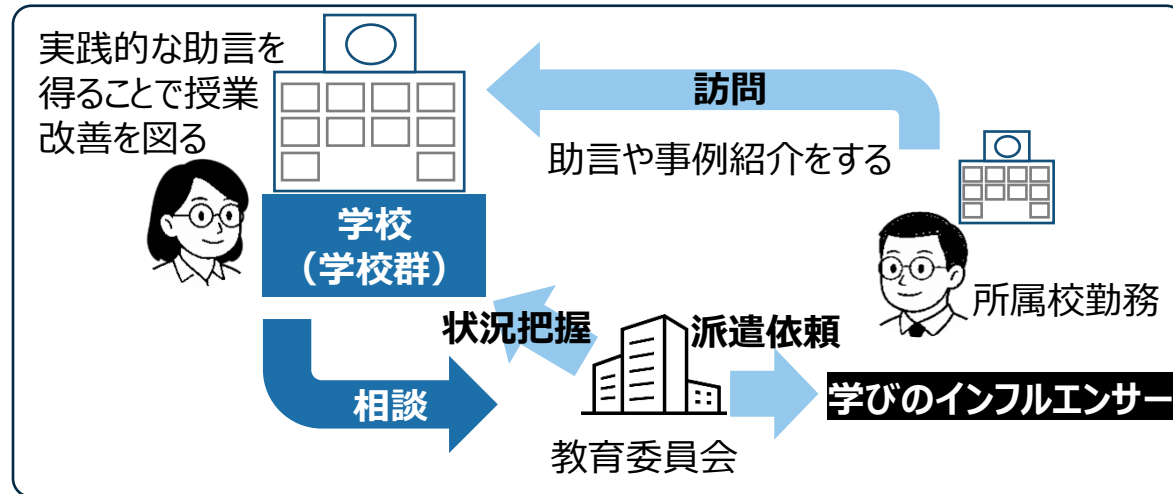 実践的な助言を
得ることで授業
改善を図る
訪問
助言や事例紹介をする
学校
（学校群）
所属校勤務
状況把握
派遣依頼
相談
学びのインフルエンサー
教育委員会